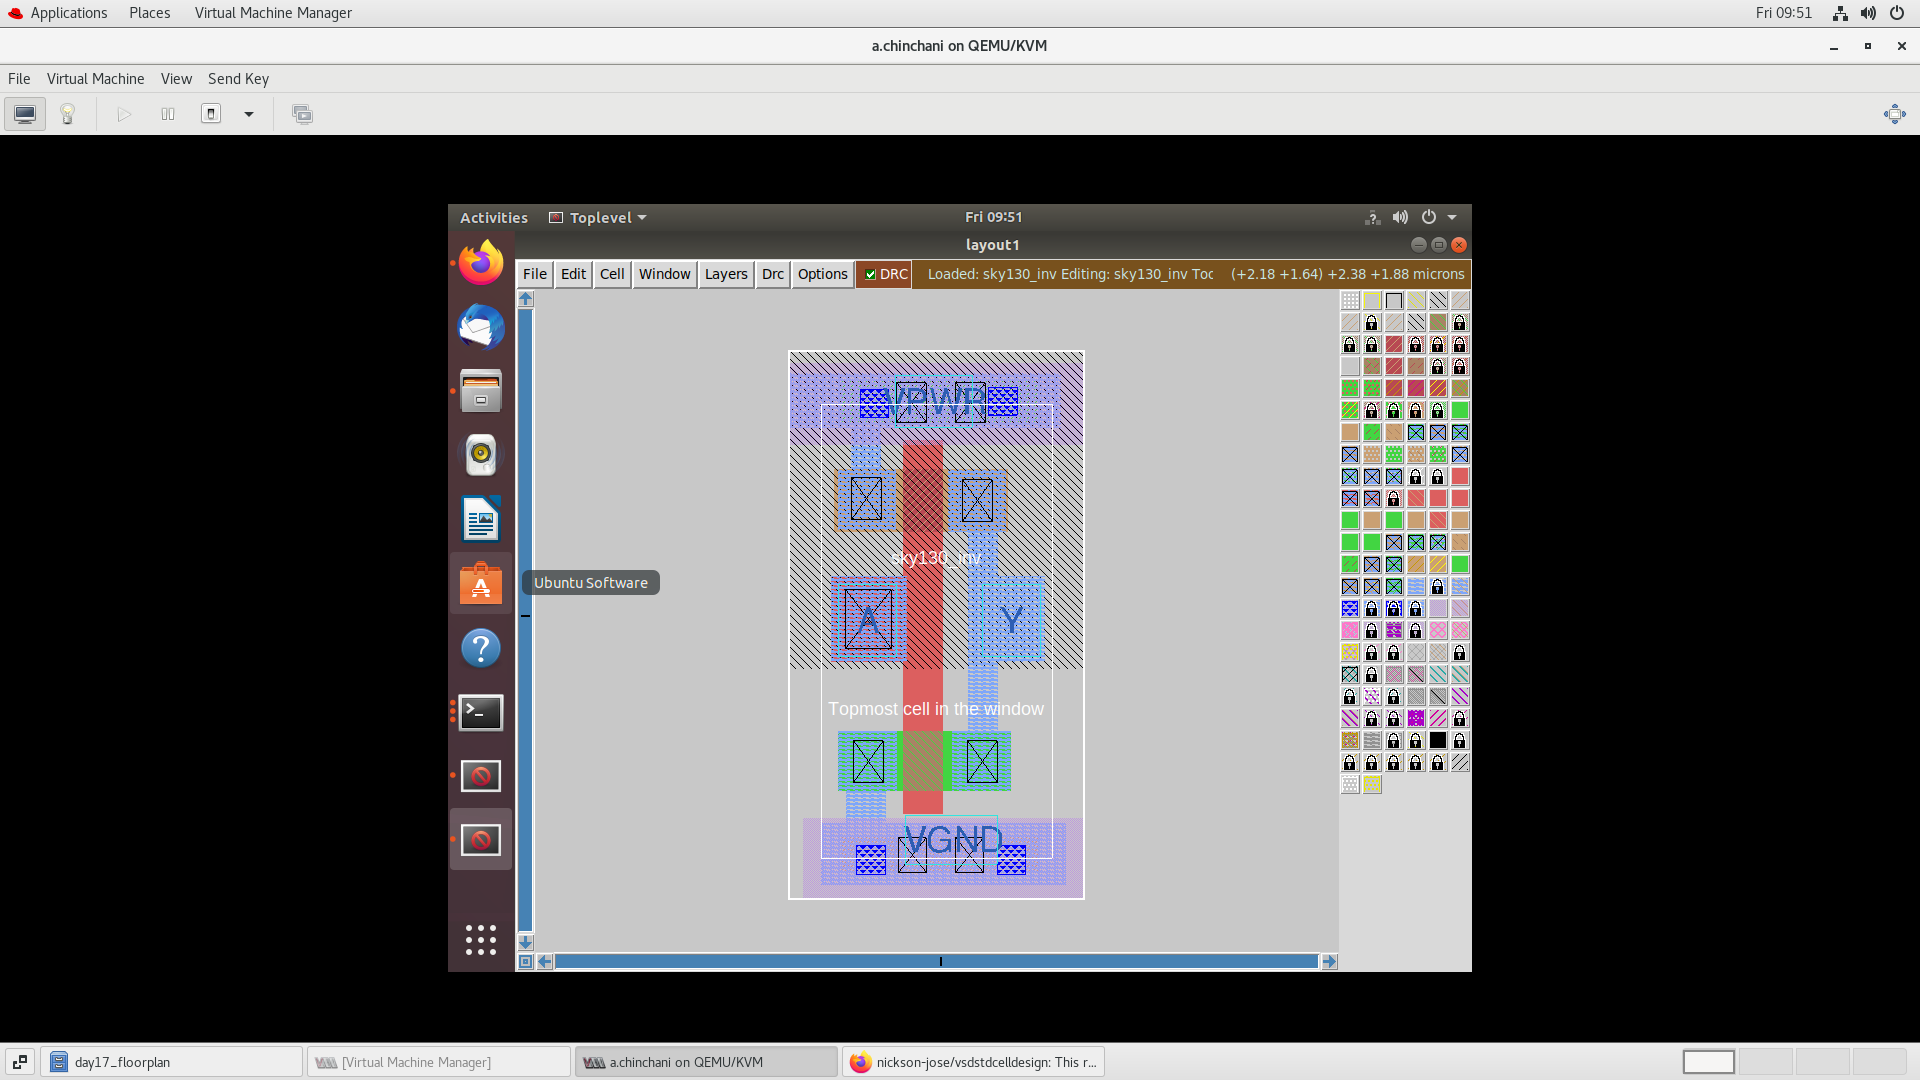 Applications Places Virtual Machine Manager Fri 09:51
a.chinchani on QEMU/KVM
File Virtual Machine View Send Key
Activities Toplevel Fri 09:51
layout1
File Edit Cell Window Layers Drc Options DRC Loaded: sky130_inv Editing: sky130_inv Toc (+2.18 +1.64) +2.38 +1.88 microns
VPWR
sky130_inv
Ubuntu Software
A Y
Topmost cell in the window
VGND
day17_floorplan [Virtual Machine Manager] a.chinchani on QEMU/KVM nickson-jose/vsdstdcelldesign: This r...